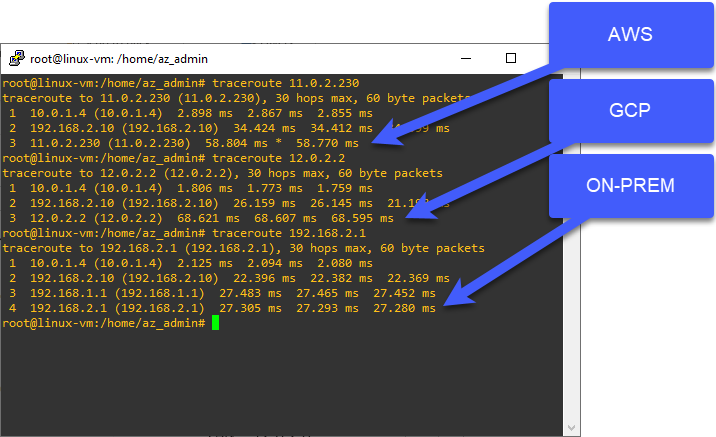 AWS
root@linux-vm: /home/az_admin
root@linux-vm:/home/az_admin# traceroute 11.0.2.230
traceroute to 11.0.2.230 (11.0.2.230), 30 hops max, 60 byte packets
1 10.0.1.4 (10.0.1.4) 2.898 ms 2.867 ms 2.855 ms
2 192.168.2.10 (192.168.2.10) 34.424 ms 34.412 ms ms
3 11.0.2.230 (11.0.2.230) 58.804 ms * 58.770 ms
GCP
root@linux-vm:/home/az_admin# traceroute 12.0.2.2
traceroute to 12.0.2.2 (12.0.2.2), 30 hops max, 60 byte packets
1 10.0.1.4 (10.0.1.4) 1.806 ms 1.773 ms 1.759 ms
2 192.168.2.10 (192.168.2.10) 26.159 ms 26.145 ms ms
3 12.0.2.2 (12.0.2.2) 68.621 ms 68.607 ms 68.595 ms
ON-PREM
root@linux-vm:/home/az_admin# traceroute 192.168.2.1
traceroute to 192.168.2.1 (192.168.2.1), 30 hops max, 60 byte packets
1 10.0.1.4 (10.0.1.4) 2.125 ms 2.094 ms 2.080 ms
2 192.168.2.10 (192.168.2.10) 22.396 ms 22.382 ms 22.369 ms
3 192.168.1.1 (192.168.1.1) 27.483 ms 27.465 ms 27.452 ms
4 192.168.2.1 (192.168.2.1) 27.305 ms 27.293 ms 27.280 ms
root@linux-vm:/home/az_admin#